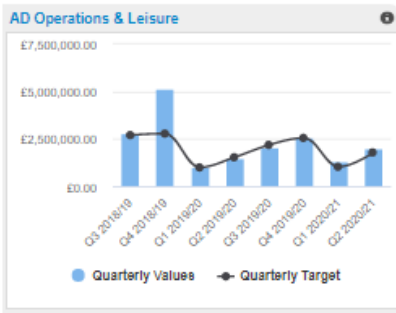 AD Operations & Leisure
£7,500,000.00
£5,000,000.00
£2,500,000.00
£0.00
Q3 2018/19
Q4 2018/19
Q1 2019/20
Q2 2019/20
Q3 2019/20
Q4 2019/20
Q1 2020/21
Q2 2020/21
Quarterly Values
Quarterly Target